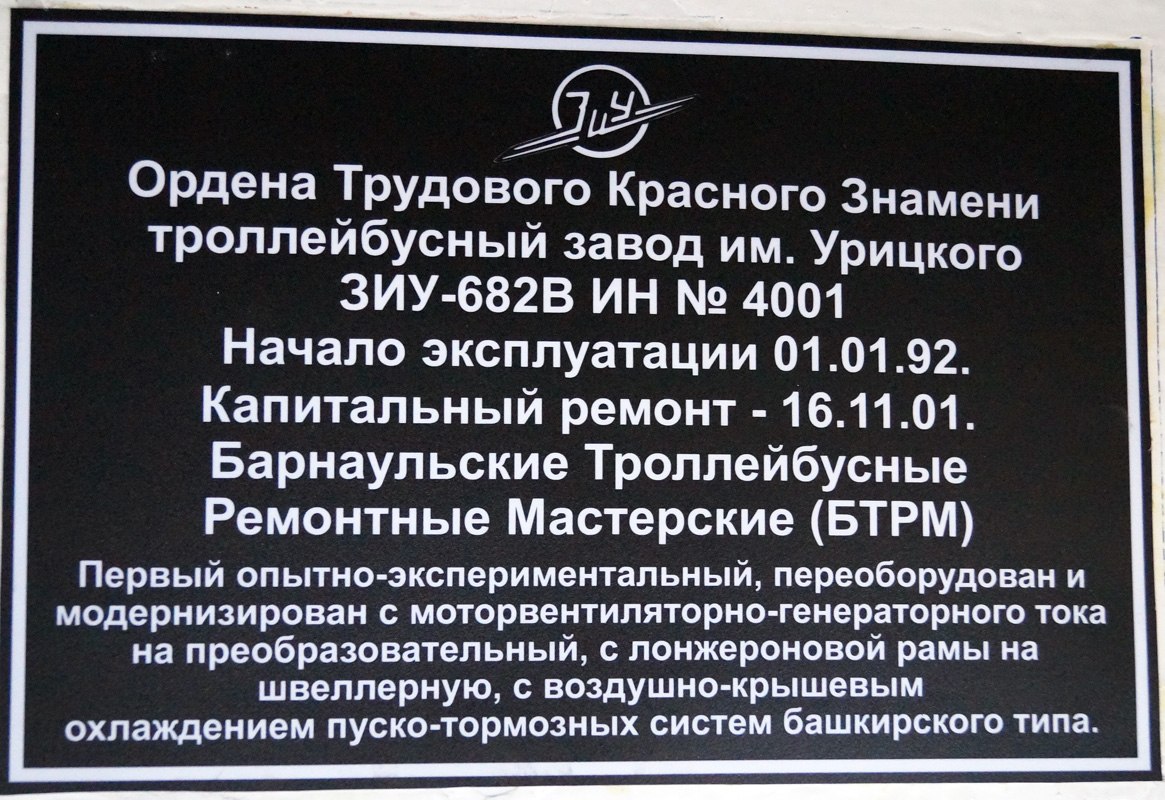 ЗиУ
Ордена Трудового Красного Знамени
троллейбусный завод им. Урицкого
ЗИУ-682В ИН № 4001
Начало эксплуатации 01.01.92.
Капитальный ремонт - 16.11.01.
Барнаульские Троллейбусные
Ремонтные Мастерские (БТРМ)
Первый опытно-экспериментальный, переоборудован и
модернизирован с моторвентиляторно-генераторного тока
на преобразовательный, с лонжероновой рамы на
швеллерную, с воздушно-крышевым
охлаждением пуско-тормозных систем башкирского типа.